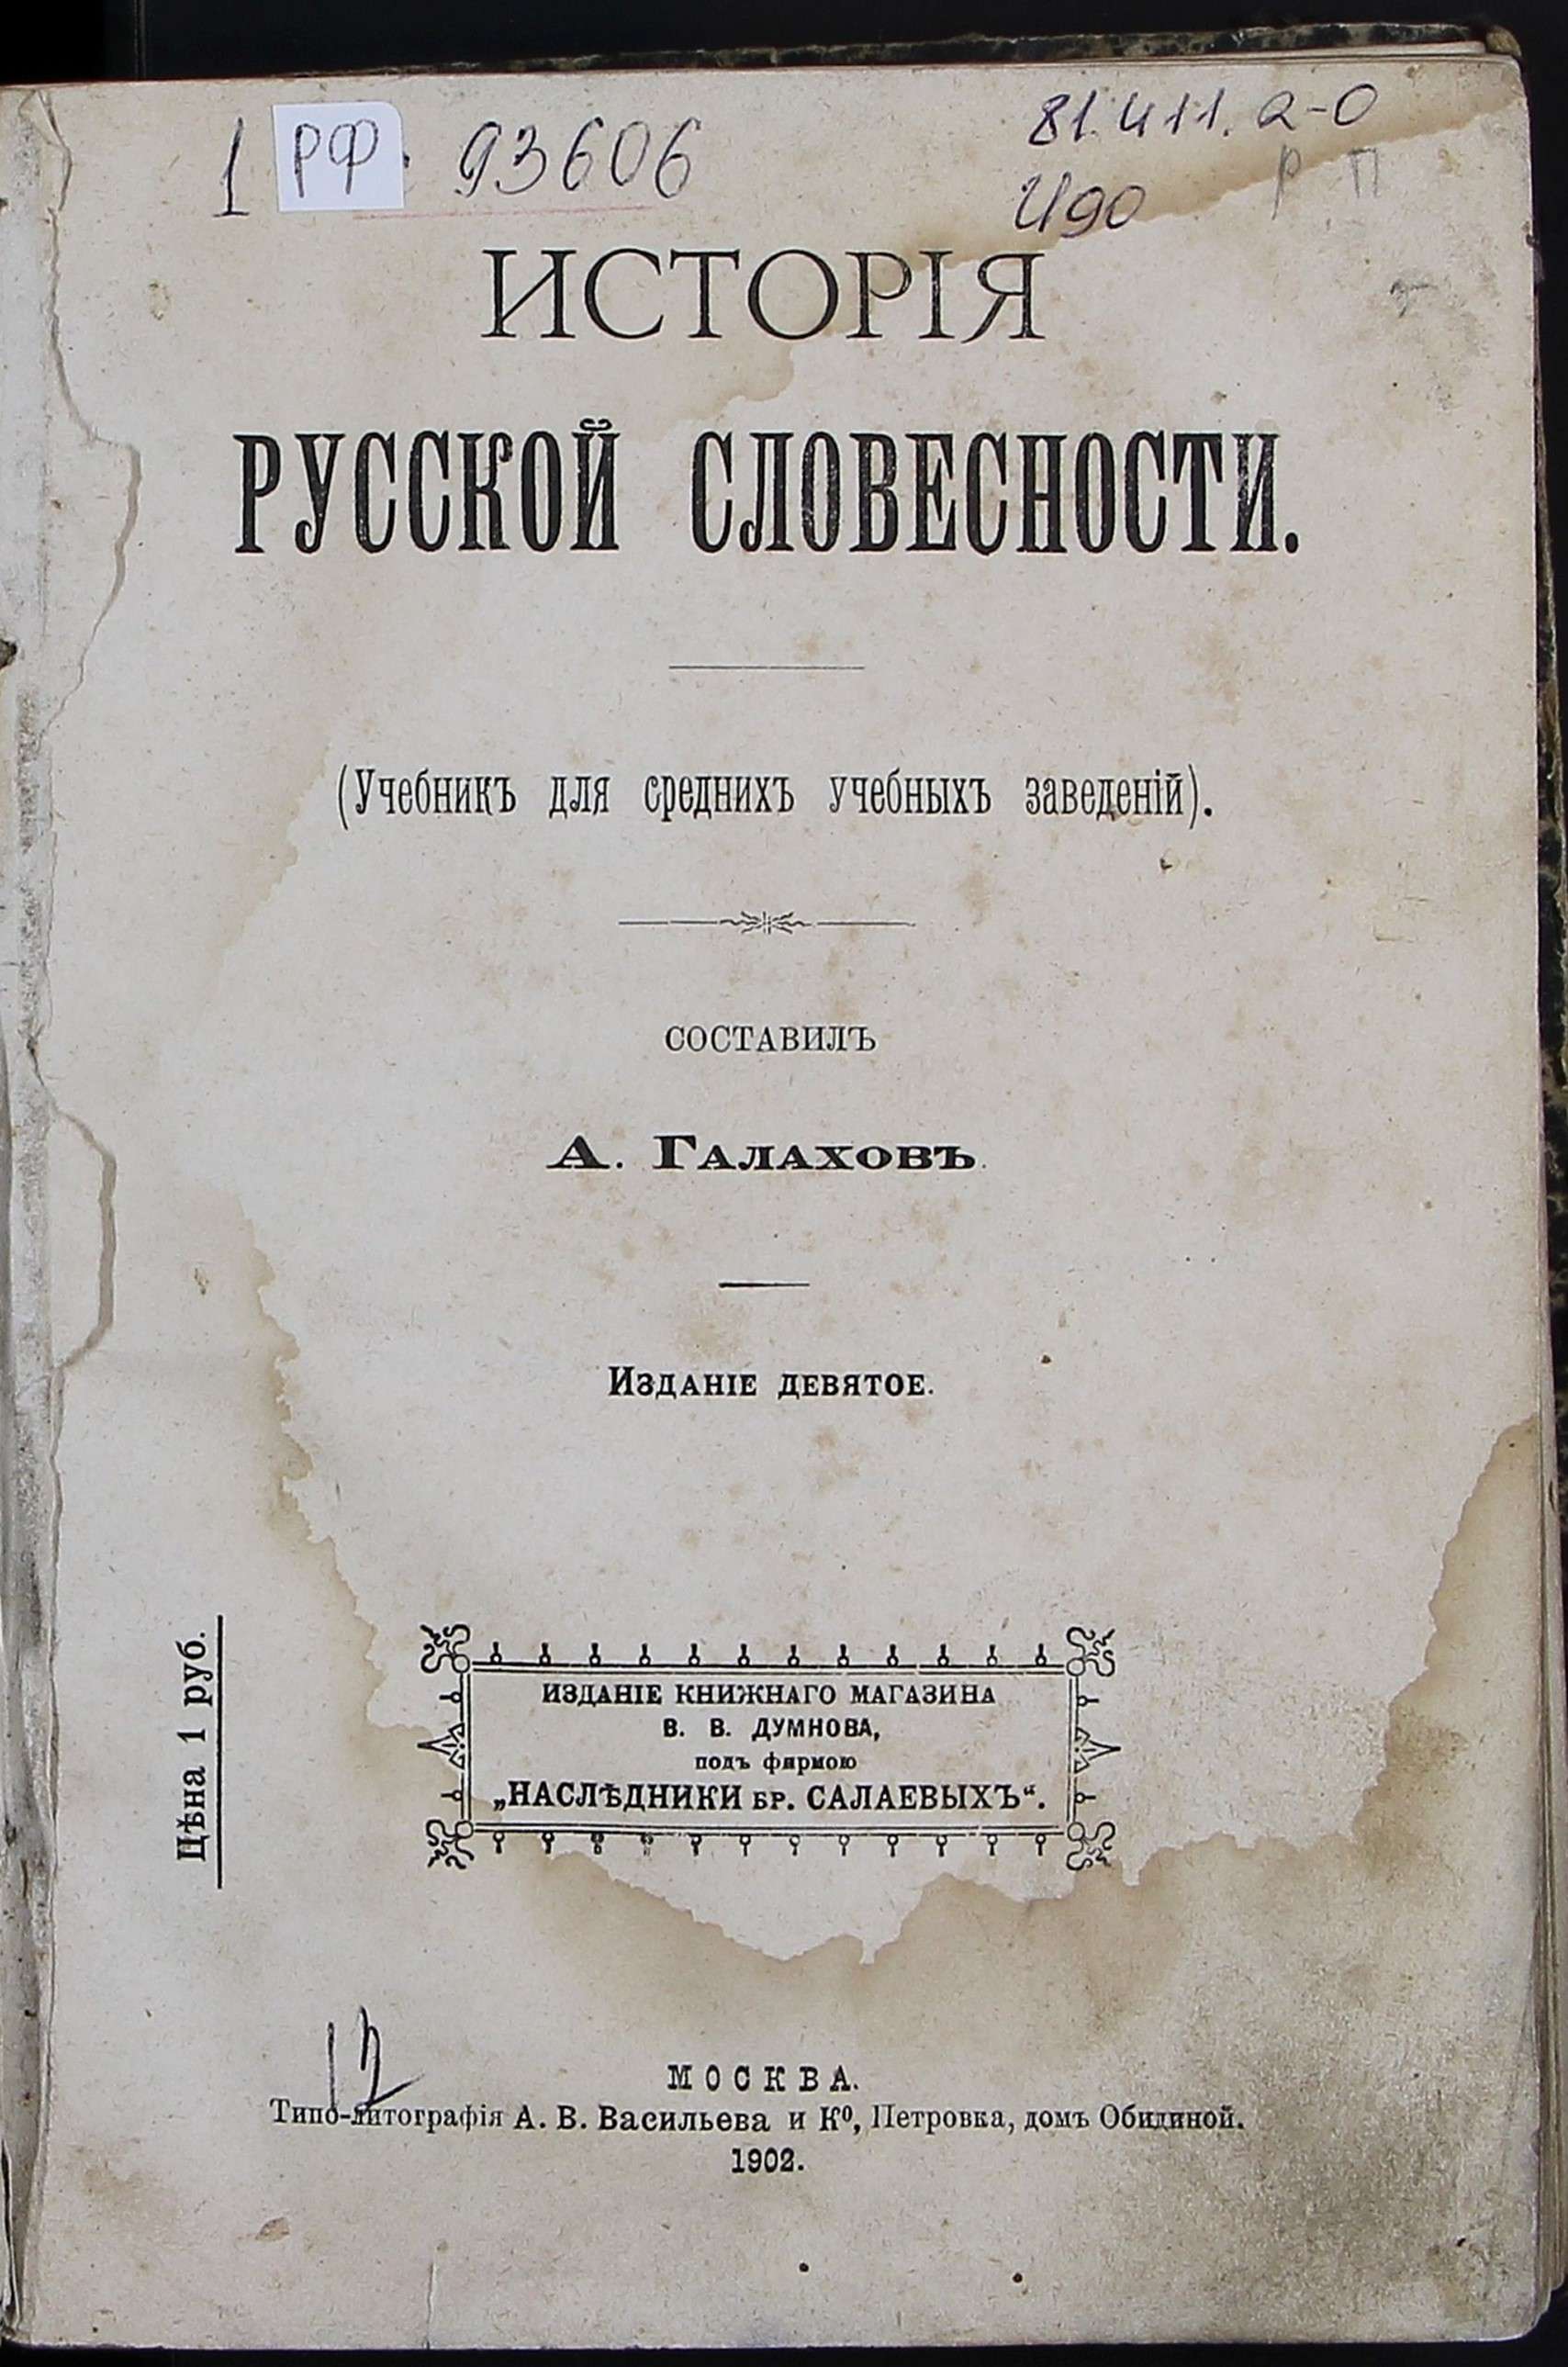 1 РФ. 93606
81.411.2-0
И90
Р П
ИСТОРІЯ
РУССКОЙ СЛОВЕСНОСТИ.
(Учебникъ для среднихъ учебныхъ заведеній).
СОСТАВИЛЪ
А. Галаховъ.
Изданіе девятое.
Цѣна 1 руб.
ИЗДАНІЕ КНИЖНАГО МАГАЗИНА
В. В. ДУМНОВА,
подъ фирмою
„НАСЛѢДНИКИ БР. САЛАЕВЫХЪ“.
12
МОСКВА.
Типо-литографія А. В. Васильева и К⁰, Петровка, домъ Обидиной.
1902.